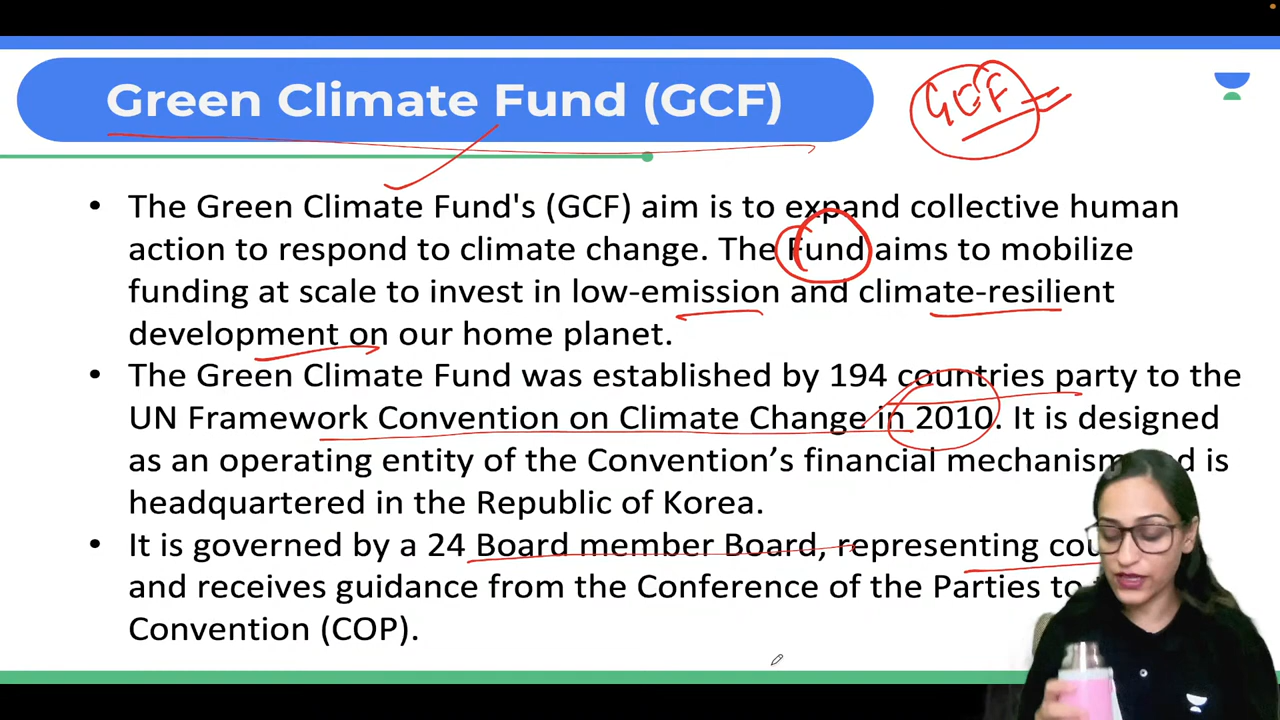 Green Climate Fund (GCF)
GCF
• The Green Climate Fund's (GCF) aim is to expand collective human
action to respond to climate change. The Fund aims to mobilize
funding at scale to invest in low-emission and climate-resilient
development on our home planet.
• The Green Climate Fund was established by 194 countries party to the
UN Framework Convention on Climate Change in 2010. It is designed
as an operating entity of the Convention’s financial mechanism is
headquartered in the Republic of Korea.
• It is governed by a 24 Board member Board, representing
and receives guidance from the Conference of the Parties to
Convention (COP).